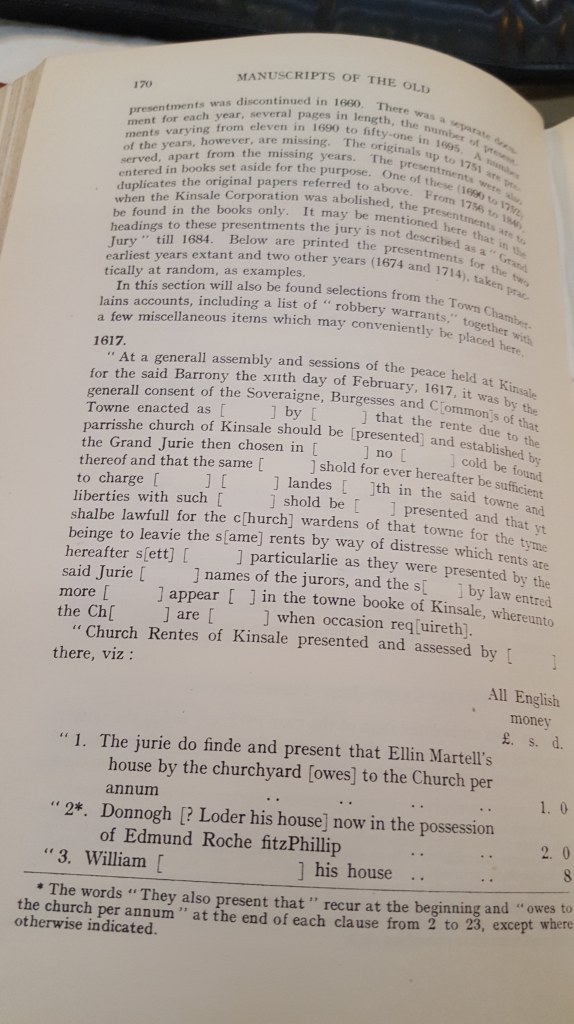 170 MANUSCRIPTS OF THE OLD
presentments was discontinued in 1660. There was a separate docu-
ment for each year, several pages in length, the number of present-
ments varying from eleven in 1690 to fifty-one in 1695. A number
of the years, however, are missing. The originals up to 1751 are pre-
served, apart from the missing years. The presentments were also
entered in books set aside for the purpose. One of these (1690 to 1752)
duplicates the original papers referred to above. From 1756 to 1840,
when the Kinsale Corporation was abolished, the presentments are to
be found in the books only. It may be mentioned here that in the
headings to these presentments the jury is not described as a " Grand
Jury " till 1684. Below are printed the presentments for the two
earliest years extant and two other years (1674 and 1714), taken prac-
tically at random, as examples.
In this section will also be found selections from the Town Chamber-
lains accounts, including a list of " robbery warrants," together with
a few miscellaneous items which may conveniently be placed here.
1617.
" At a generall assembly and sessions of the peace held at Kinsale
for the said Barrony the xiith day of February, 1617, it was by the
generall consent of the Soveraigne, Burgesses and C[ommon]s of that
Towne enacted as [ ] by [ ] that the rente due to the
parrisshe church of Kinsale should be [presented] and established by
the Grand Jurie then chosen in [ ] no [ ] cold be found
thereof and that the same [ ] shold for ever hereafter be sufficient
to charge [ ] [ ] landes [ ]th in the said towne and
liberties with such [ ] shold be [ ] presented and that yt
shalbe lawfull for the c[hurch] wardens of that towne for the tyme
beinge to leavie the s[ame] rents by way of distresse which rents are
hereafter s[ett] [ ] particularlie as they were presented by the
said Jurie [ ] names of the jurors, and the s[ ] by law entred
more [ ] appear [ ] in the towne booke of Kinsale, whereunto
the Ch[ ] are [ ] when occasion req[uireth].
" Church Rentes of Kinsale presented and assessed by [ ]
there, viz :
All English
money
£. s. d.
" 1. The jurie do finde and present that Ellin Martell's
house by the churchyard [owes] to the Church per
annum .. .. .. .. 1. 0
" 2*. Donnogh [? Loder his house] now in the possession
of Edmund Roche fitzPhillip .. .. 2. 0
" 3. William [ ] his house .. .. 8
* The words " They also present that " recur at the beginning and " owes to
the church per annum " at the end of each clause from 2 to 23, except where
otherwise indicated.